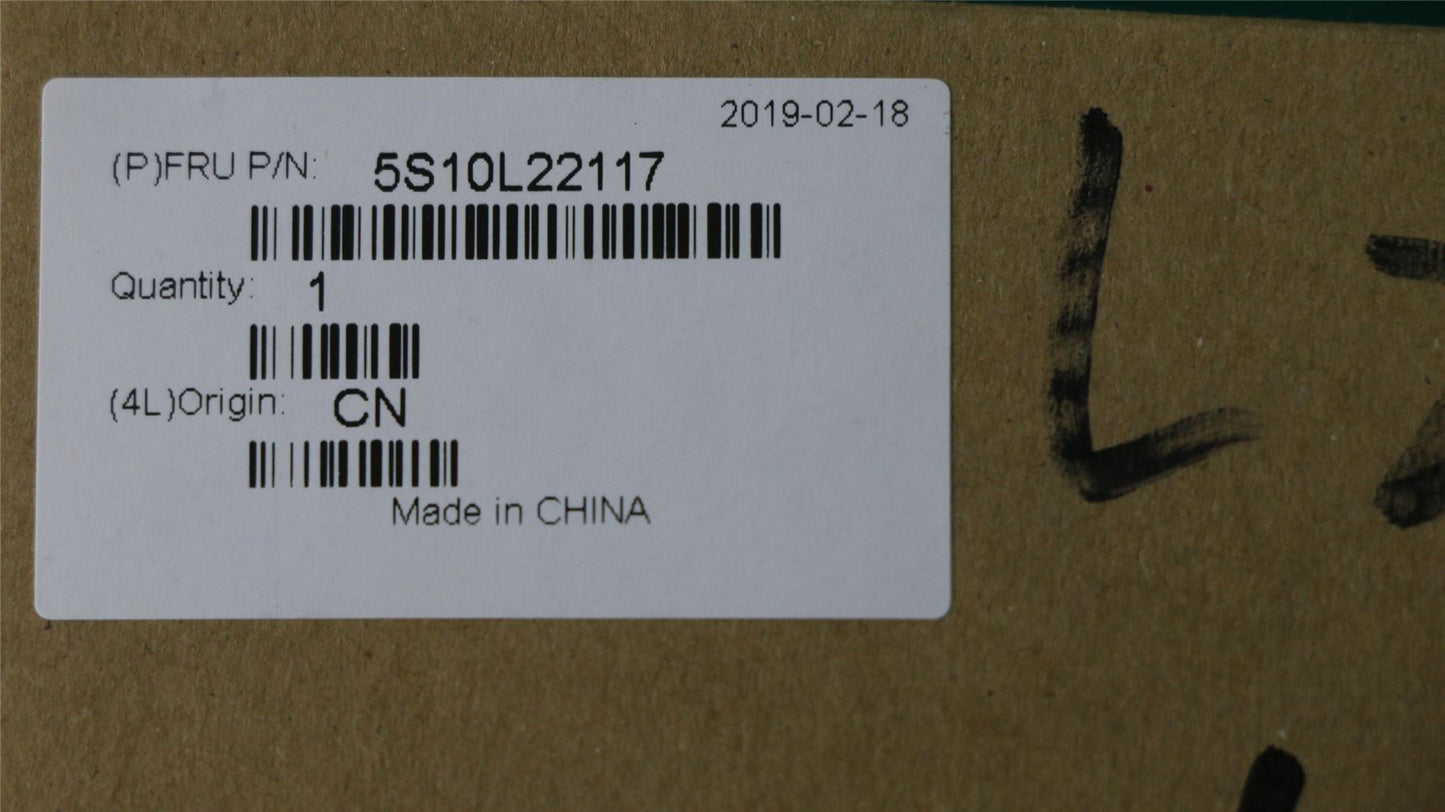 2019-02-18
(P)FRU P/N: 5S10L22117
Quantity: 1
(4L)Origin: CN
Made in CHINA
L